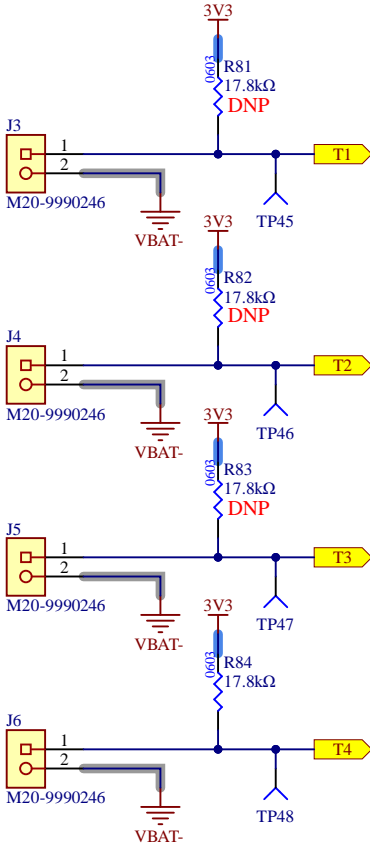 3V3
0603
R81
17.8kΩ
DNP
J3
1
2
M20-9990246
VBAT-
T1
TP45
3V3
0603
R82
17.8kΩ
DNP
J4
1
2
M20-9990246
VBAT-
T2
TP46
3V3
0603
R83
17.8kΩ
DNP
J5
1
2
M20-9990246
VBAT-
T3
TP47
3V3
0603
R84
17.8kΩ
J6
1
2
M20-9990246
VBAT-
T4
TP48